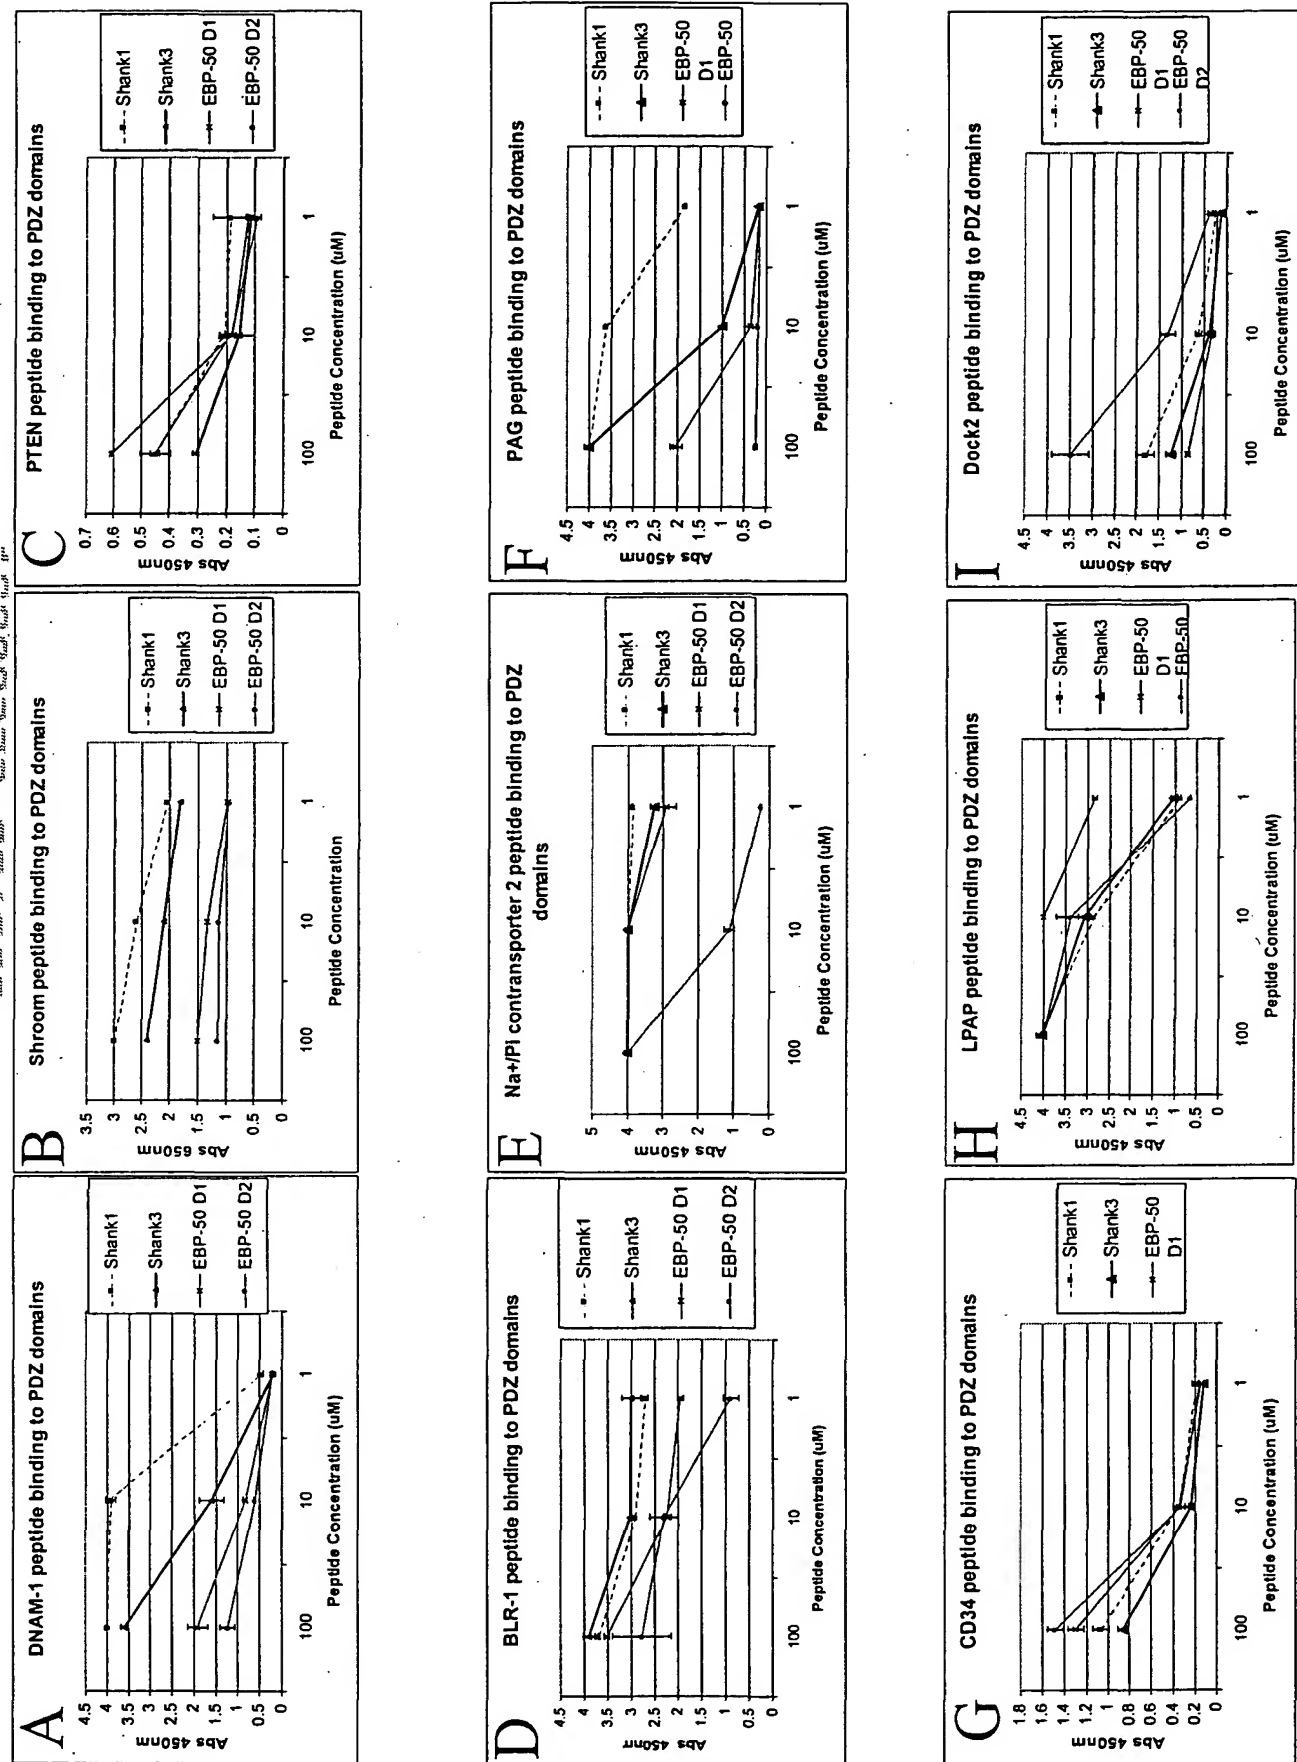 A
DNAM-1 peptide binding to PDZ domains
Abs 450nm
4.5
4
3.5
3
2.5
2
1.5
1
0.5
0
100
10
1
Peptide Concentration (uM)
Shank1
Shank3
EBP-50 D1
EBP-50 D2
B
Shroom peptide binding to PDZ domains
Abs 650nm
3.5
3
2.5
2
1.5
1
0.5
0
100
10
1
Peptide Concentration
Shank1
Shank3
EBP-50 D1
EBP-50 D2
C
PTEN peptide binding to PDZ domains
Abs 450nm
0.7
0.6
0.5
0.4
0.3
0.2
0.1
0
100
10
1
Peptide Concentration (uM)
Shank1
Shank3
EBP-50 D1
EBP-50 D2
D
BLR-1 peptide binding to PDZ domains
Abs 450nm
4.5
4
3.5
3
2.5
2
1.5
1
0.5
0
100
10
1
Peptide Concentration (uM)
Shank1
Shank3
EBP-50 D1
EBP-50 D2
E
Na+/Pi contransporter 2 peptide binding to PDZ
domains
Abs 450nm
5
4
3
2
1
0
100
10
1
Peptide Concentration (uM)
Shank1
Shank3
EBP-50 D1
EBP-50 D2
F
PAG peptide binding to PDZ domains
Abs 450nm
4.5
4
3.5
3
2.5
2
1.5
1
0.5
0
100
10
1
Peptide Concentration (uM)
Shank1
Shank3
EBP-50
D1
EBP-50
G
CD34 peptide binding to PDZ domains
Abs 450nm
1.8
1.6
1.4
1.2
1
0.8
0.6
0.4
0.2
0
100
10
1
Peptide Concentration (uM)
Shank1
Shank3
EBP-50
D1
H
LPAP peptide binding to PDZ domains
Abs 450nm
4.5
4
3.5
3
2.5
2
1.5
1
0.5
0
100
10
1
Peptide Concentration (uM)
Shank1
Shank3
EBP-50
D1
EBP-50
I
Dock2 peptide binding to PDZ domains
Abs 450nm
4.5
4
3.5
3
2.5
2
1.5
1
0.5
0
100
10
1
Peptide Concentration (uM)
Shank1
Shank3
EBP-50
D1
EBP-50
D2